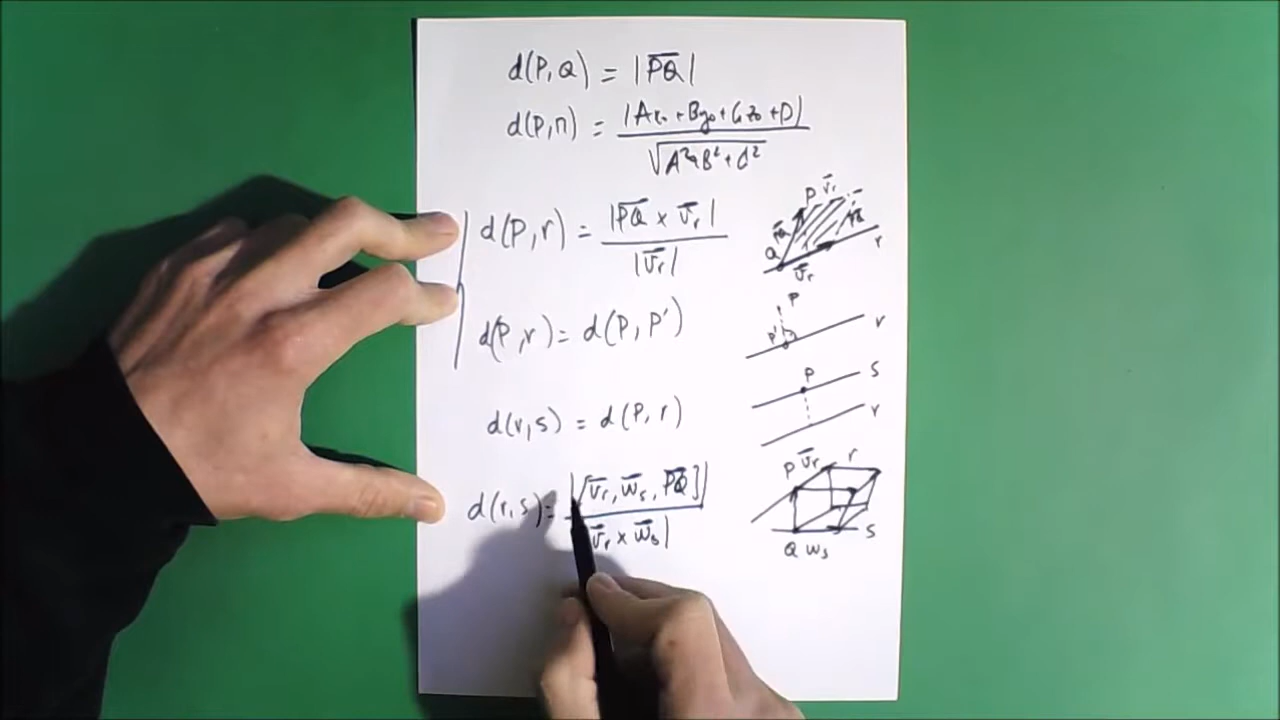 d(P,Q) = |PQ̅|
d(P,π) = |Ax₀ + By₀ + Cz₀ + D| / √A²+B²+C²
d(P,r) = |PQ̅ × v̅r| / |v̅r|
P v̅r
Q v̅r r
d(P,r) = d(P,P')
P P' r
d(r,s) = d(P,r)
P s r
d(r,s) = |[v̅r, w̅s, PQ̅]| / |v̅r × w̅s|
P v̅r r
Q ws s